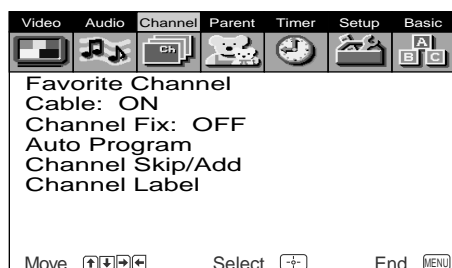 Video Audio Channel Parent Timer Setup Basic
Ch A B C
Favorite Channel
Cable: ON
Channel Fix: OFF
Auto Program
Channel Skip/Add
Channel Label
Move Select End MENU